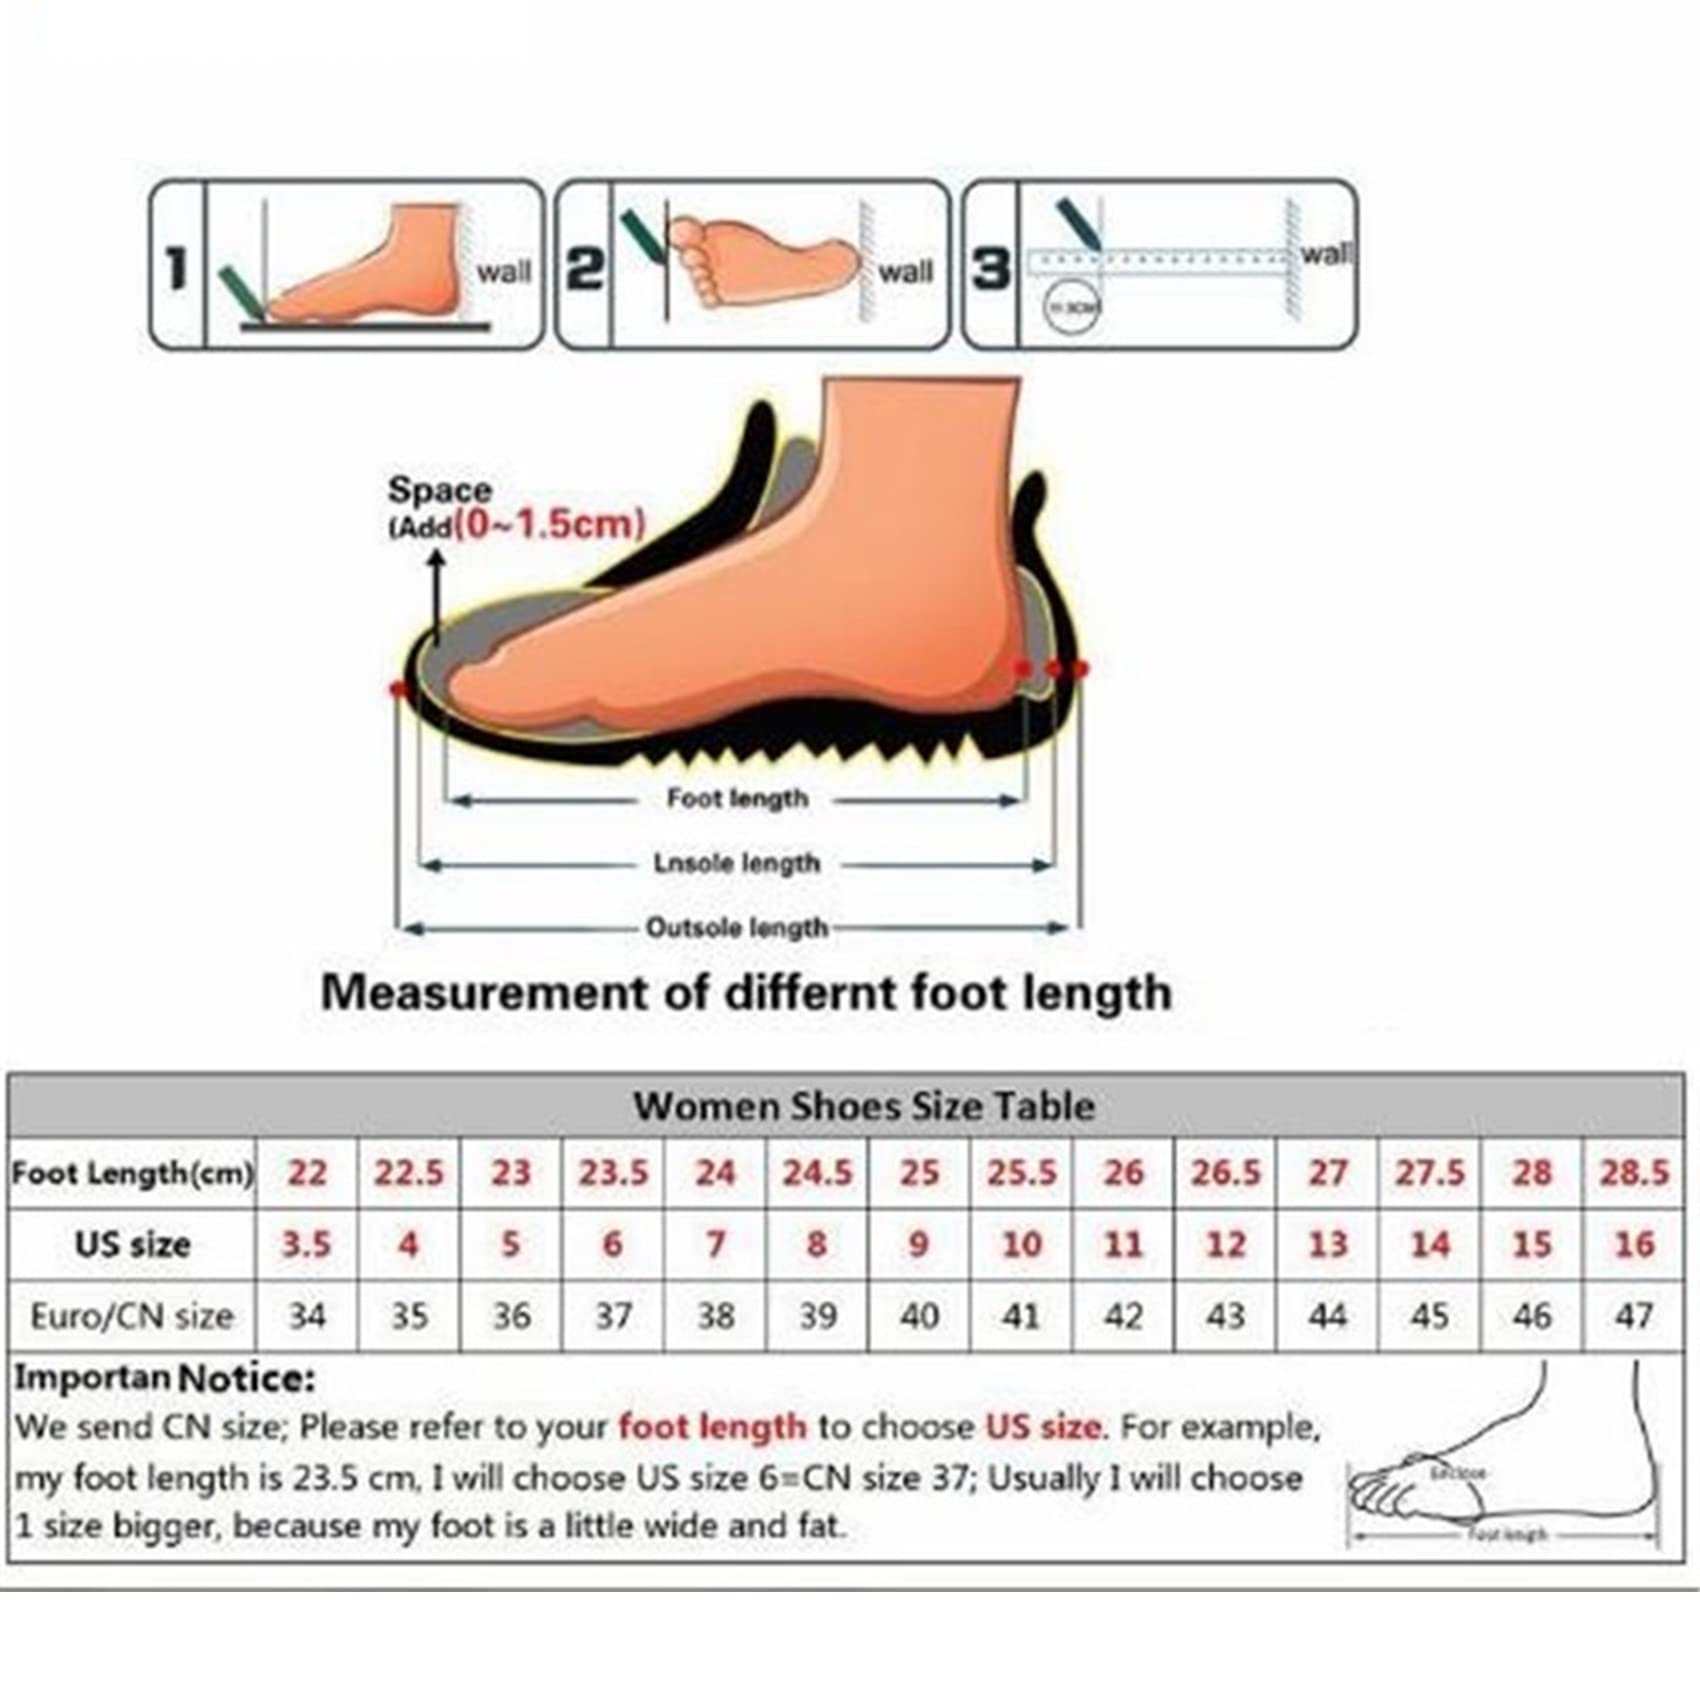 1 wall 2 wall 3 wall
Space
(Add(0~1.5cm)
Foot length
Lnsole length
Outsole length
Measurement of differnt foot length
Women Shoes Size Table
Foot Length(cm) 22 22.5 23 23.5 24 24.5 25 25.5 26 26.5 27 27.5 28 28.5
US size 3.5 4 5 6 7 8 9 10 11 12 13 14 15 16
Euro/CN size 34 35 36 37 38 39 40 41 42 43 44 45 46 47
Importan Notice:
We send CN size; Please refer to your foot length to choose US size. For example,
my foot length is 23.5 cm, I will choose US size 6=CN size 37; Usually I will choose
1 size bigger, because my foot is a little wide and fat.
Foot length